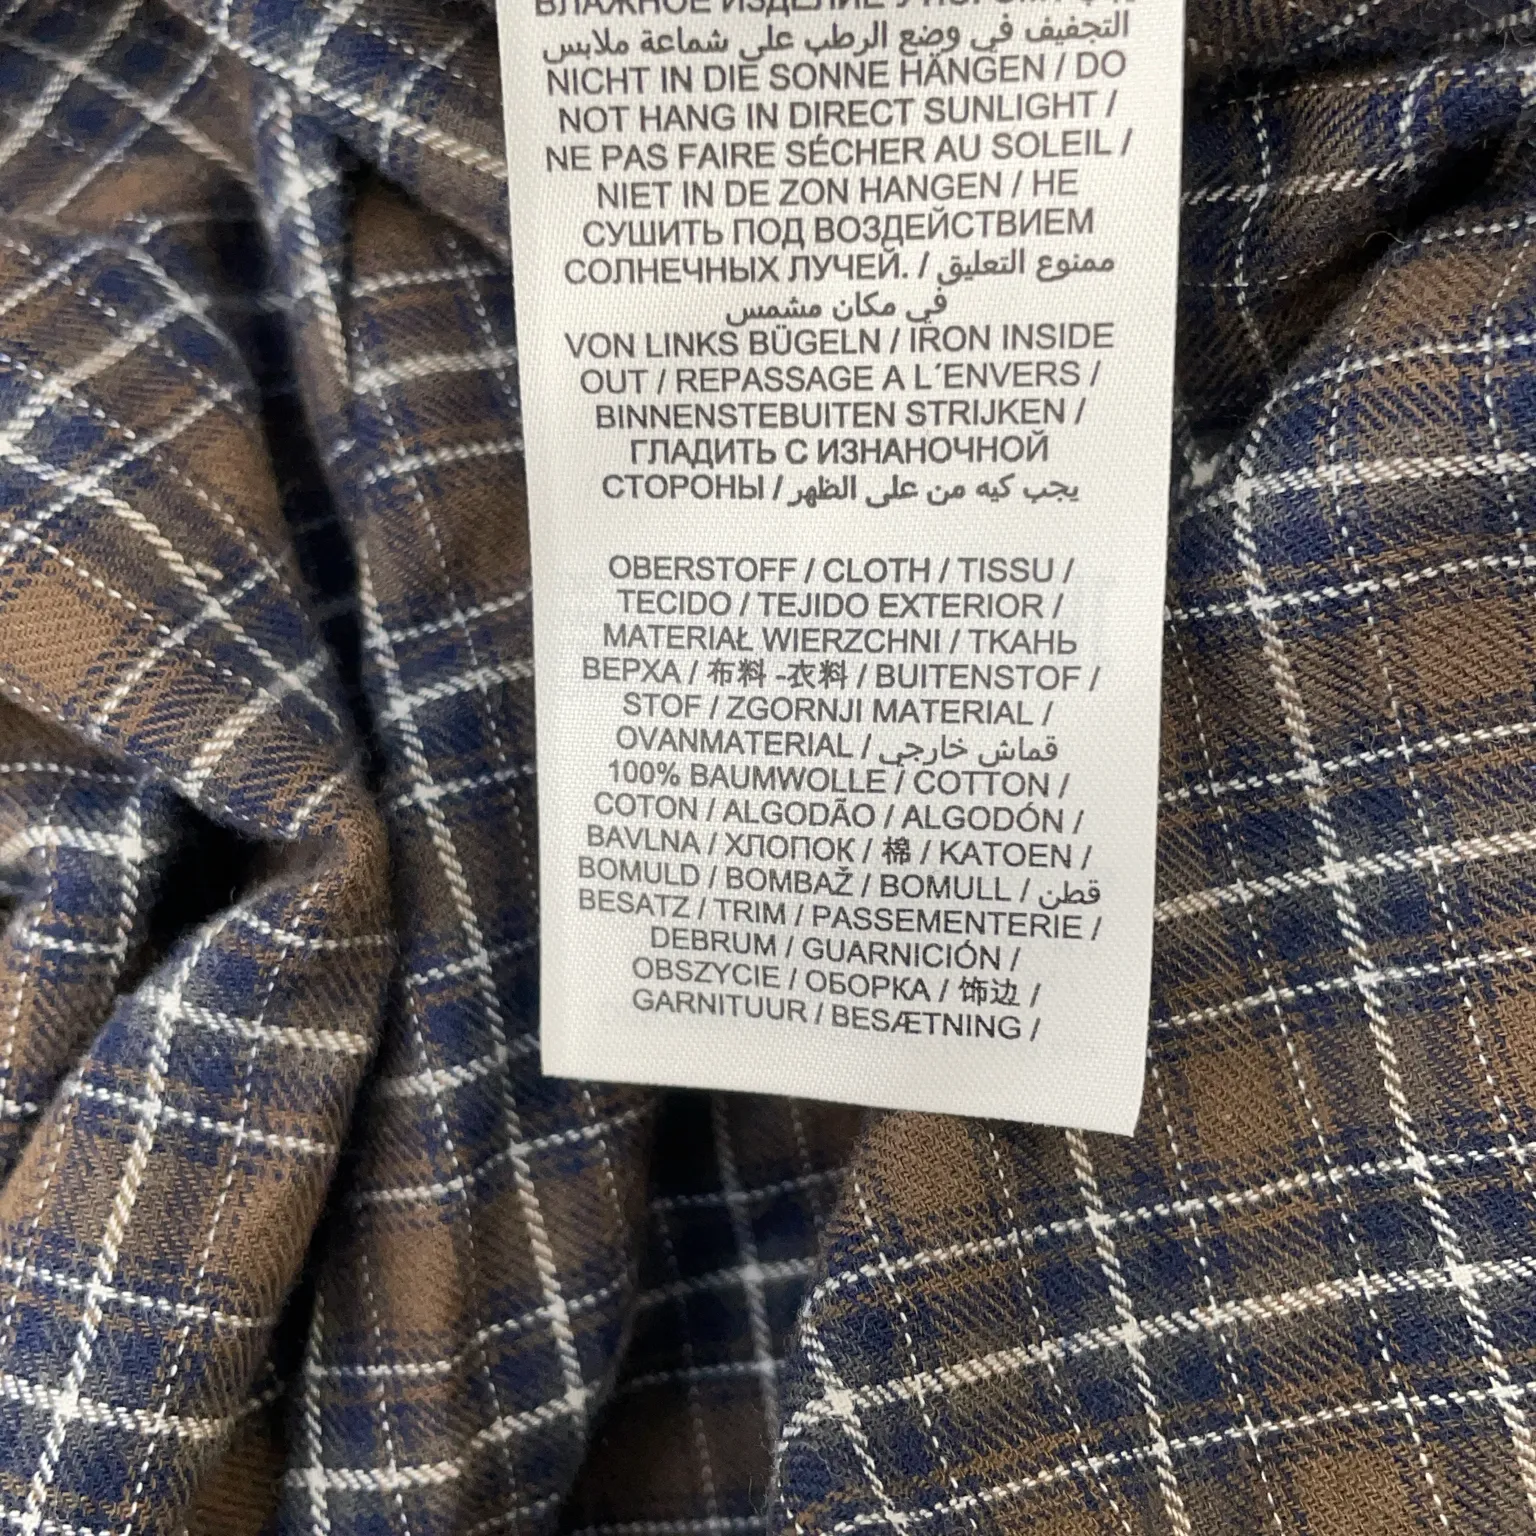 ВЛАЖНОЕ ИЗДЕЛИЕ
التجفيف في وضع الرطب على شماعة ملابس
NICHT IN DIE SONNE HÄNGEN / DO
NOT HANG IN DIRECT SUNLIGHT /
NE PAS FAIRE SÉCHER AU SOLEIL /
NIET IN DE ZON HANGEN / НЕ
СУШИТЬ ПОД ВОЗДЕЙСТВИЕМ
СОЛНЕЧНЫХ ЛУЧЕЙ. / ممنوع التعليق
في مكان مشمس
VON LINKS BÜGELN / IRON INSIDE
OUT / REPASSAGE A L´ENVERS /
BINNENSTEBUITEN STRIJKEN /
ГЛАДИТЬ С ИЗНАНОЧНОЙ
СТОРОНЫ / يجب كيه من على الظهر
OBERSTOFF / CLOTH / TISSU /
TECIDO / TEJIDO EXTERIOR /
MATERIAŁ WIERZCHNI / ТКАНЬ
ВЕРХА / 布料 -衣料 / BUITENSTOF /
STOF / ZGORNJI MATERIAL /
OVANMATERIAL / قماش خارجي
100% BAUMWOLLE / COTTON /
COTON / ALGODÃO / ALGODÓN /
BAVLNA / ХЛОПОК / 棉 / KATOEN /
BOMULD / BOMBAŽ / BOMULL / قطن
BESATZ / TRIM / PASSEMENTERIE /
DEBRUM / GUARNICIÓN /
OBSZYCIE / ОБОРКА / 饰边 /
GARNITUUR / BESÆTNING /